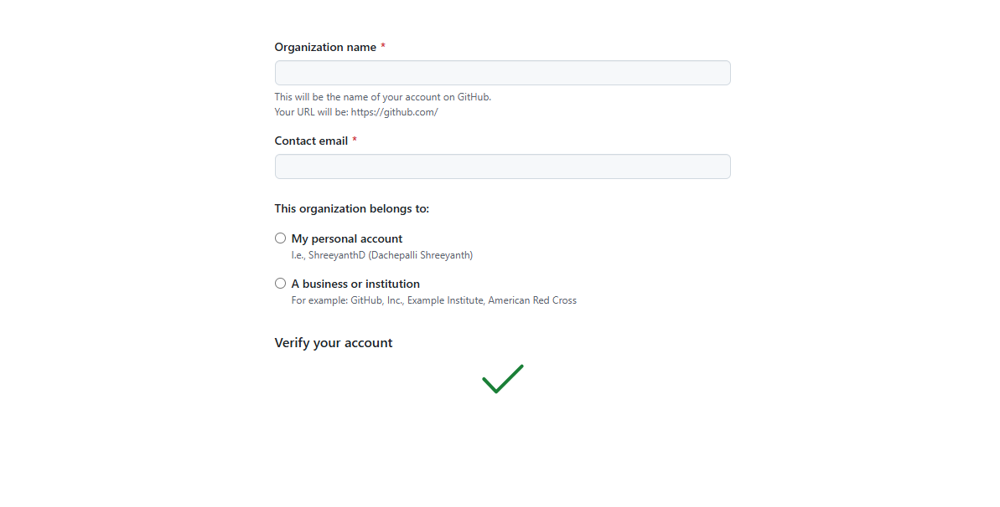 Organization name *
This will be the name of your account on GitHub.
Your URL will be: https://github.com/
Contact email *
This organization belongs to:
My personal account
I.e., ShreeyanthD (Dachepalli Shreeyanth)
A business or institution
For example: GitHub, Inc., Example Institute, American Red Cross
Verify your account